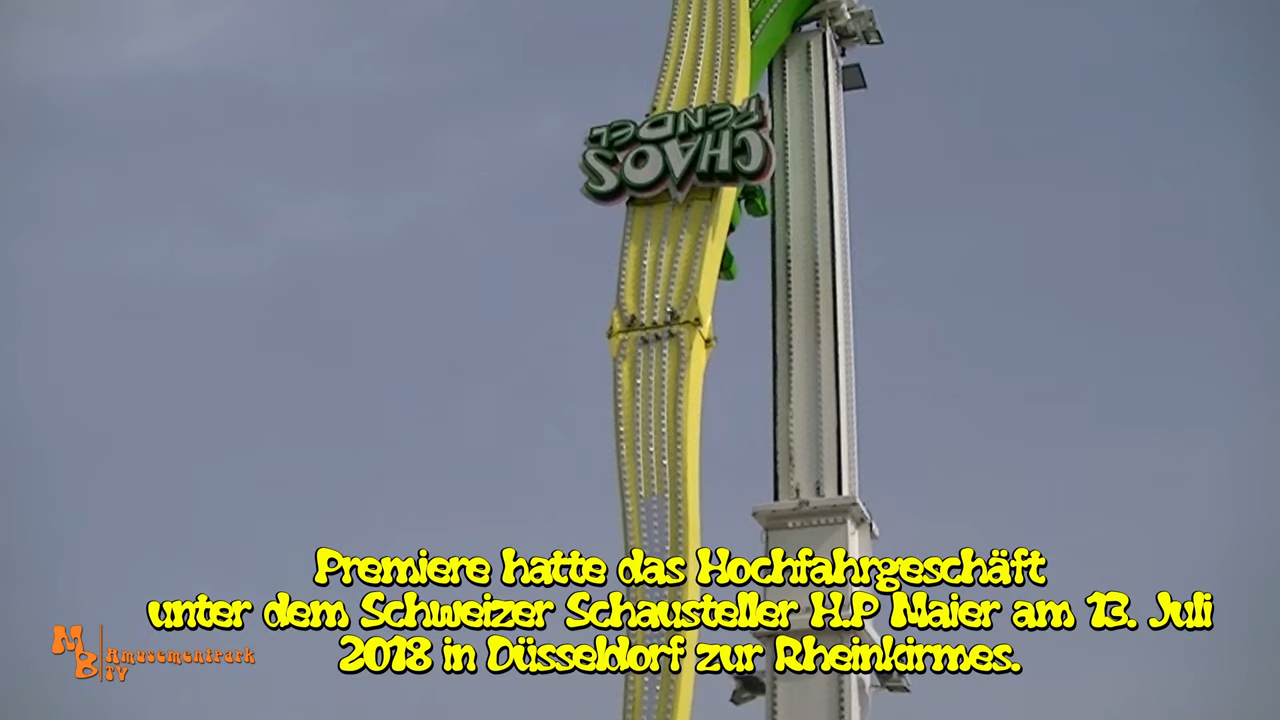 CHAOS
PENDEL
Premiere hatte das Hochfahrgeschäft
unter dem Schweizer Schausteller H.P Maier am 13. Juli
2018 in Düsseldorf zur Rheinkirmes.
MB Amusementpark
TV